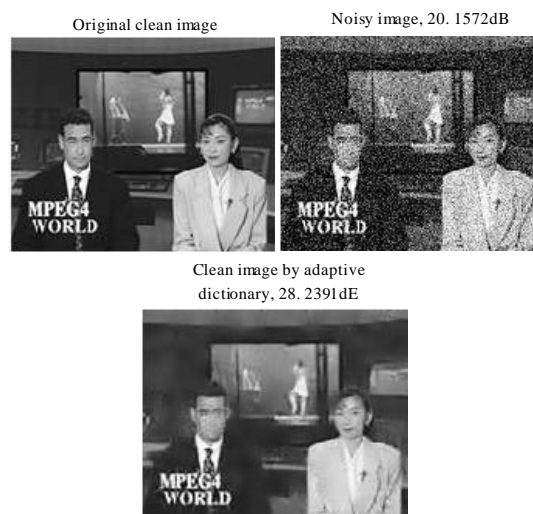 Original clean image
Noisy image, 20. 1572dB
MPEG4
WORLD
MPEG4
WORLD
Clean image by adaptive
dictionary, 28. 2391dE
MPEG4
WORLD